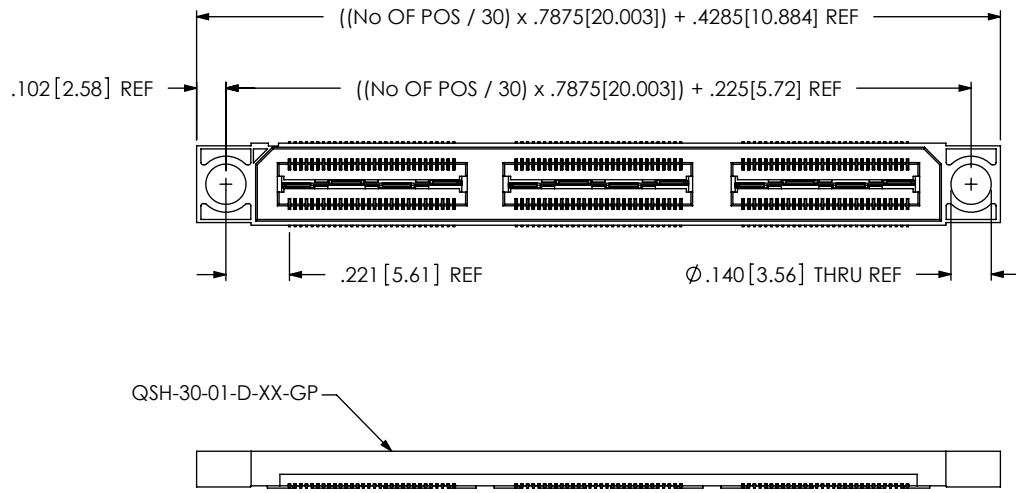 ((No OF POS / 30) x .7875[20.003]) + .4285[10.884] REF
.102 [2.58] REF
((No OF POS / 30) x .7875[20.003]) + .225[5.72] REF
.221 [5.61] REF
Ø.140 [3.56] THRU REF
QSH-30-01-D-XX-GP